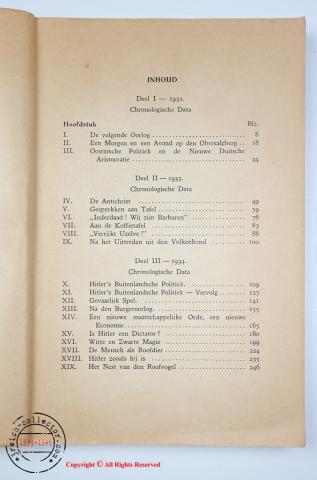 INHOUD
Deel I — 1932.
Chronologische Data
Hoofdstuk Blz.
I. De volgende Oorlog 8
II. Een Morgen en een Avond op den Obersalzberg 18
III. Oostersche Politiek en de Nieuwe Duitsche
Aristocratie 24
Deel II — 1933.
Chronologische Data
IV. De Antichrist 49
V. Gesprekken aan Tafel 59
VI. „Inderdaad! Wij zijn Barbaren” 76
VII. Aan de Koffietafel 83
VIII. „Verrijkt Uzelve!” 88
IX. Na het Uittreden uit den Volkenbond 100
Deel III — 1934.
Chronologische Data
X. Hitler's Buitenlandsche Politiek. 109
XI. Hitler's Buitenlandsche Politiek — Vervolg 127
XII. Gevaarlijk Spel. 141
XIII. Na den Burgeroorlog. 155
XIV. Een nieuwe maatschappelijke Orde, een nieuwe
Economie 165
XV. Is Hitler een Dictator? 180
XVI. Witte en Zwarte Magie 199
XVII. De Mensch als Roofdier 224
XVIII. Hitler zooals hij is 235
XIX. Het Nest van den Roofvogel 246
1933-1945
Copyright © All Rights Reserved